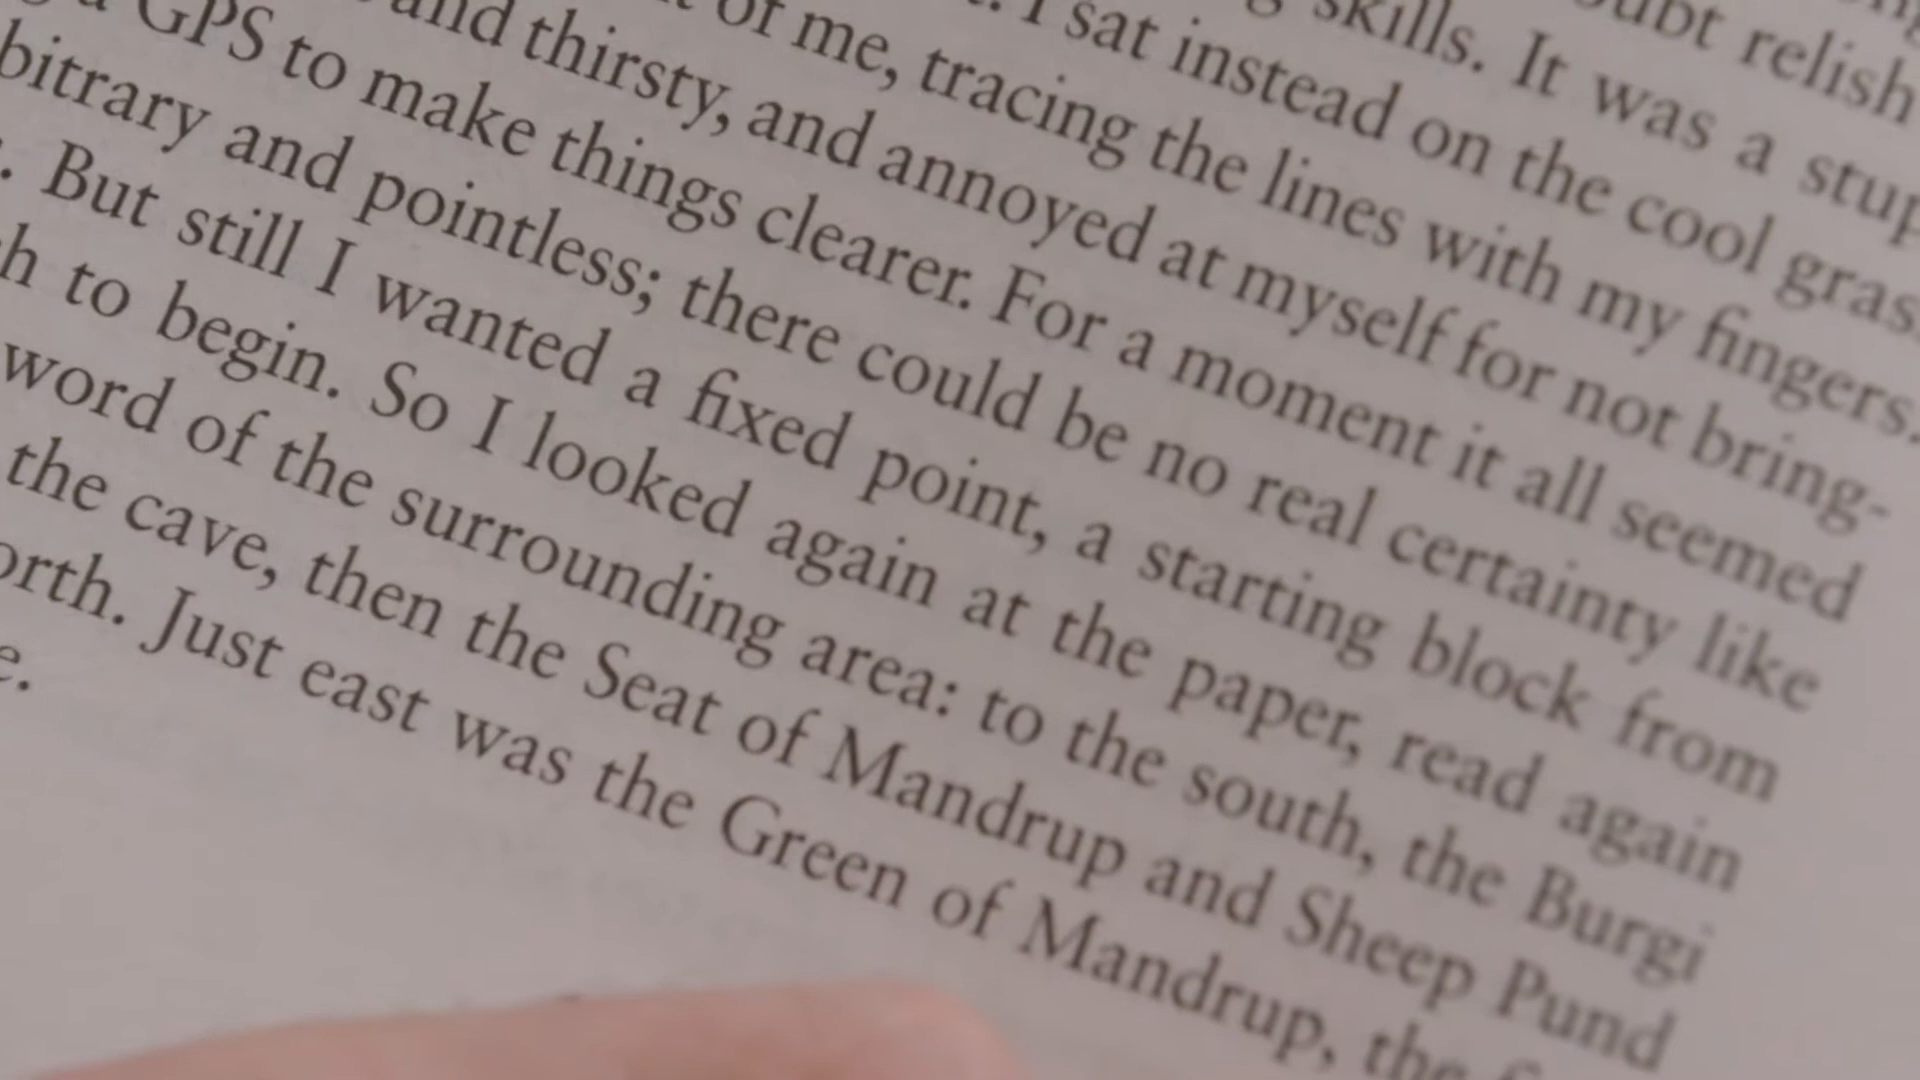 ubt relish
skills. It was a stup
. I sat instead on the cool gras
of me, tracing the lines with my fingers.
and thirsty, and annoyed at myself for not bring-
a GPS to make things clearer. For a moment it all seemed
bitrary and pointless; there could be no real certainty like
. But still I wanted a fixed point, a starting block from
h to begin. So I looked again at the paper, read again
word of the surrounding area: to the south, the Burgi
the cave, then the Seat of Mandrup and Sheep Pund
orth. Just east was the Green of Mandrup, the
e.